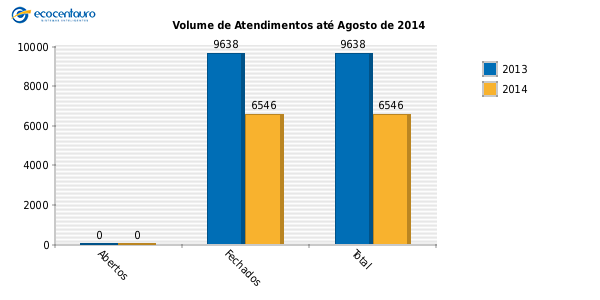 ecocentauro
Volume de Atendimentos até Agosto de 2014
10000
8000
6000
4000
2000
0
0
0
9638
6546
9638
6546
Abertos
Fechados
Total
2013
2014